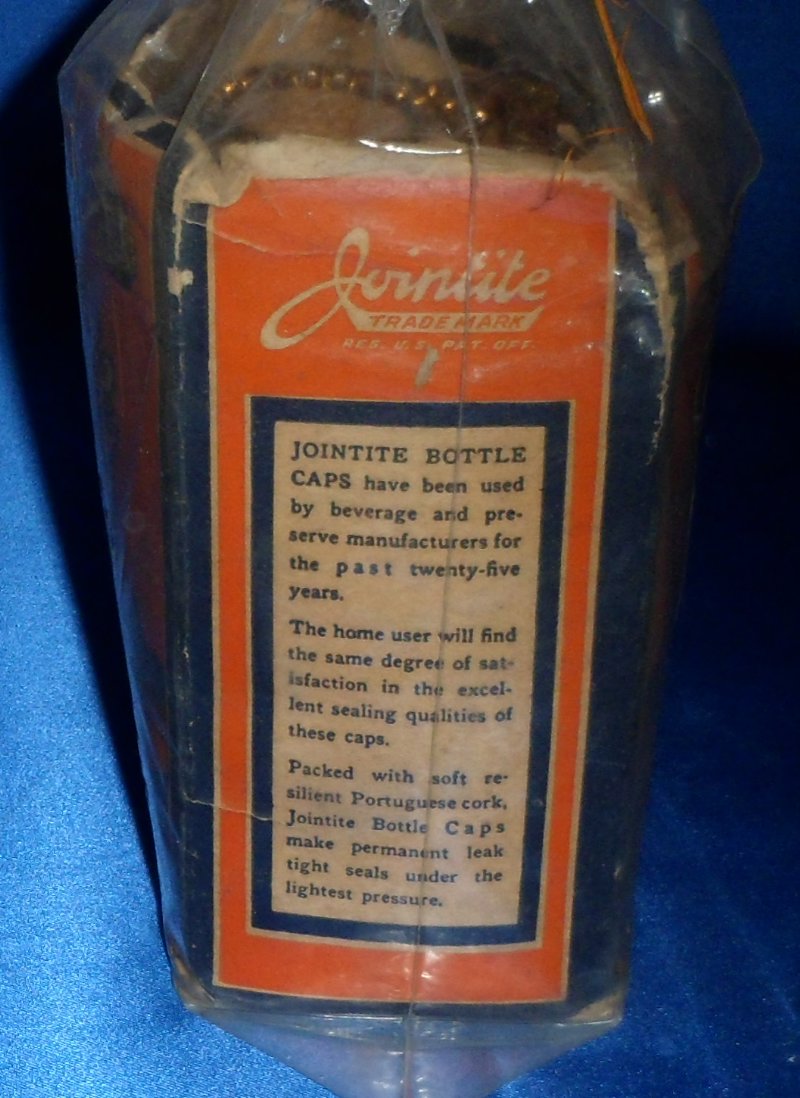 Jointite
TRADE MARK
REG. U.S. PAT. OFF.
JOINTITE BOTTLE
CAPS have been used
by beverage and pre-
serve manufacturers for
the past twenty-five
years.
The home user will find
the same degree of sat-
isfaction in the excel-
lent sealing qualities of
these caps.
Packed with soft re-
silient Portuguese cork,
Jointite Bottle Caps
make permanent leak
tight seals under the
lightest pressure.